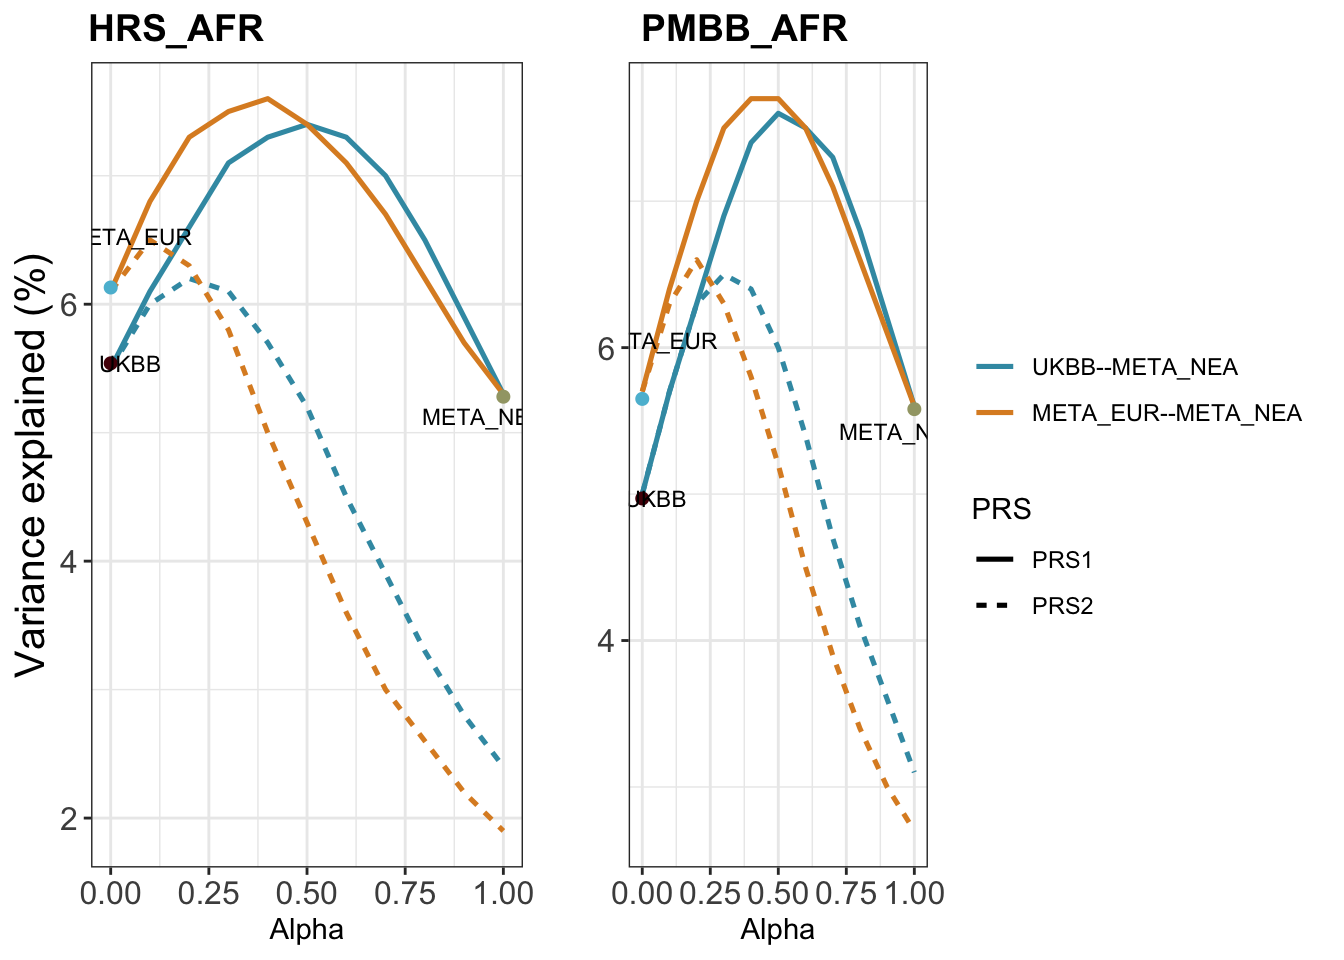 HRS_AFR
PMBB_AFR
Variance explained (%)
6
4
2
ETA_EUR
UKBB
META_NE
0.00 0.25 0.50 0.75 1.00
Alpha
6
4
TA_EUR
UKBB
META_N
0.00 0.25 0.50 0.75 1.00
Alpha
UKBB--META_NEA
META_EUR--META_NEA
PRS
PRS1
PRS2